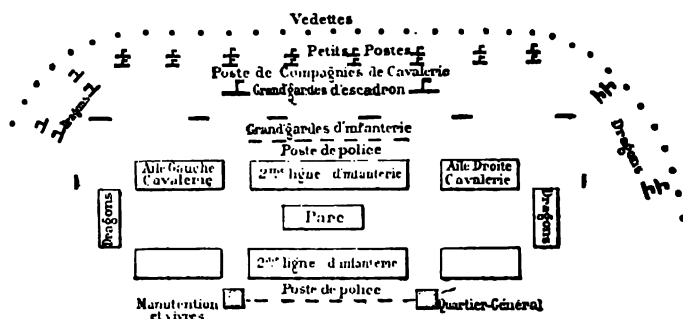 Vedettes
Petits Postes
Poste de Compagnies de Cavalerie
Grand'gardes d'escadron
Dragons
Dragons
Grand'gardes d'infanterie
Poste de police
Aile Gauche
Cavalerie
2me ligne d'infanterie
Aile Droite
Cavalerie
Dragons
Parc
Dragons
2me ligne d'infanterie
Poste de police
Manutention
et vivres
Quartier-Général